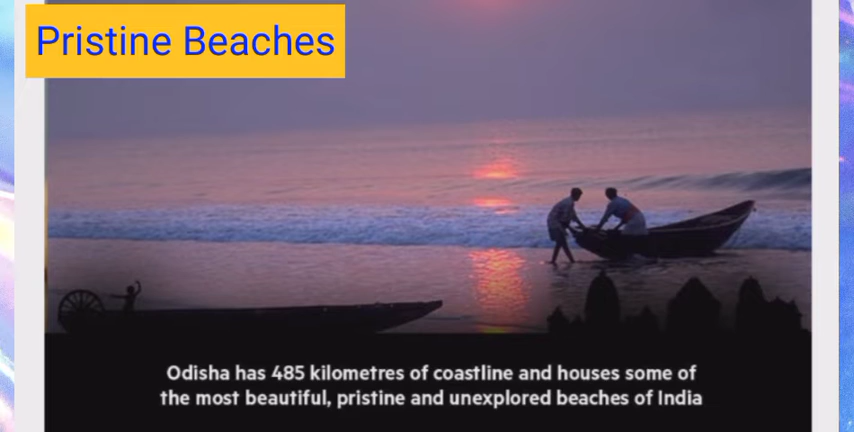 Pristine Beaches
Odisha has 485 kilometres of coastline and houses some of
the most beautiful, pristine and unexplored beaches of India